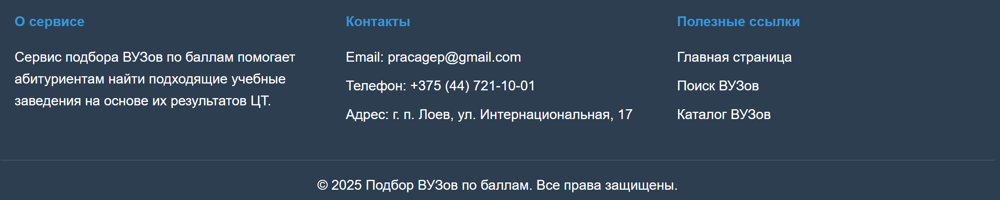 О сервисе
Сервис подбора ВУЗов по баллам помогает
абитуриентам найти подходящие учебные
заведения на основе их результатов ЦТ.
Контакты
Email: pracagep@gmail.com
Телефон: +375 (44) 721-10-01
Адрес: г. п. Лоев, ул. Интернациональная, 17
Полезные ссылки
Главная страница
Поиск ВУЗов
Каталог ВУЗов
© 2025 Подбор ВУЗов по баллам. Все права защищены.